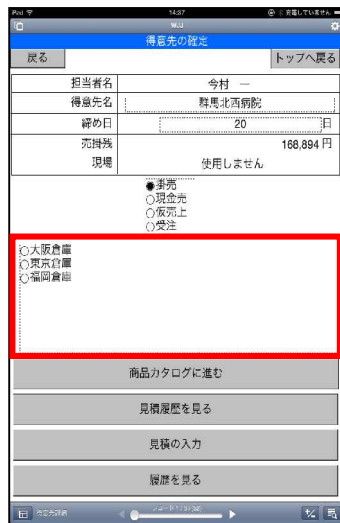 iPad
14:37
充電していません
WJU
得意先の確定
戻る
トップへ戻る
担当者名 今村 一
得意先名 群馬北西病院
締め日 20 日
売掛残 168,894 円
現場 使用しません
掛売
現金売
仮売上
受注
大阪倉庫
東京倉庫
福岡倉庫
商品カタログに進む
見積履歴を見る
見積の入力
履歴を見る